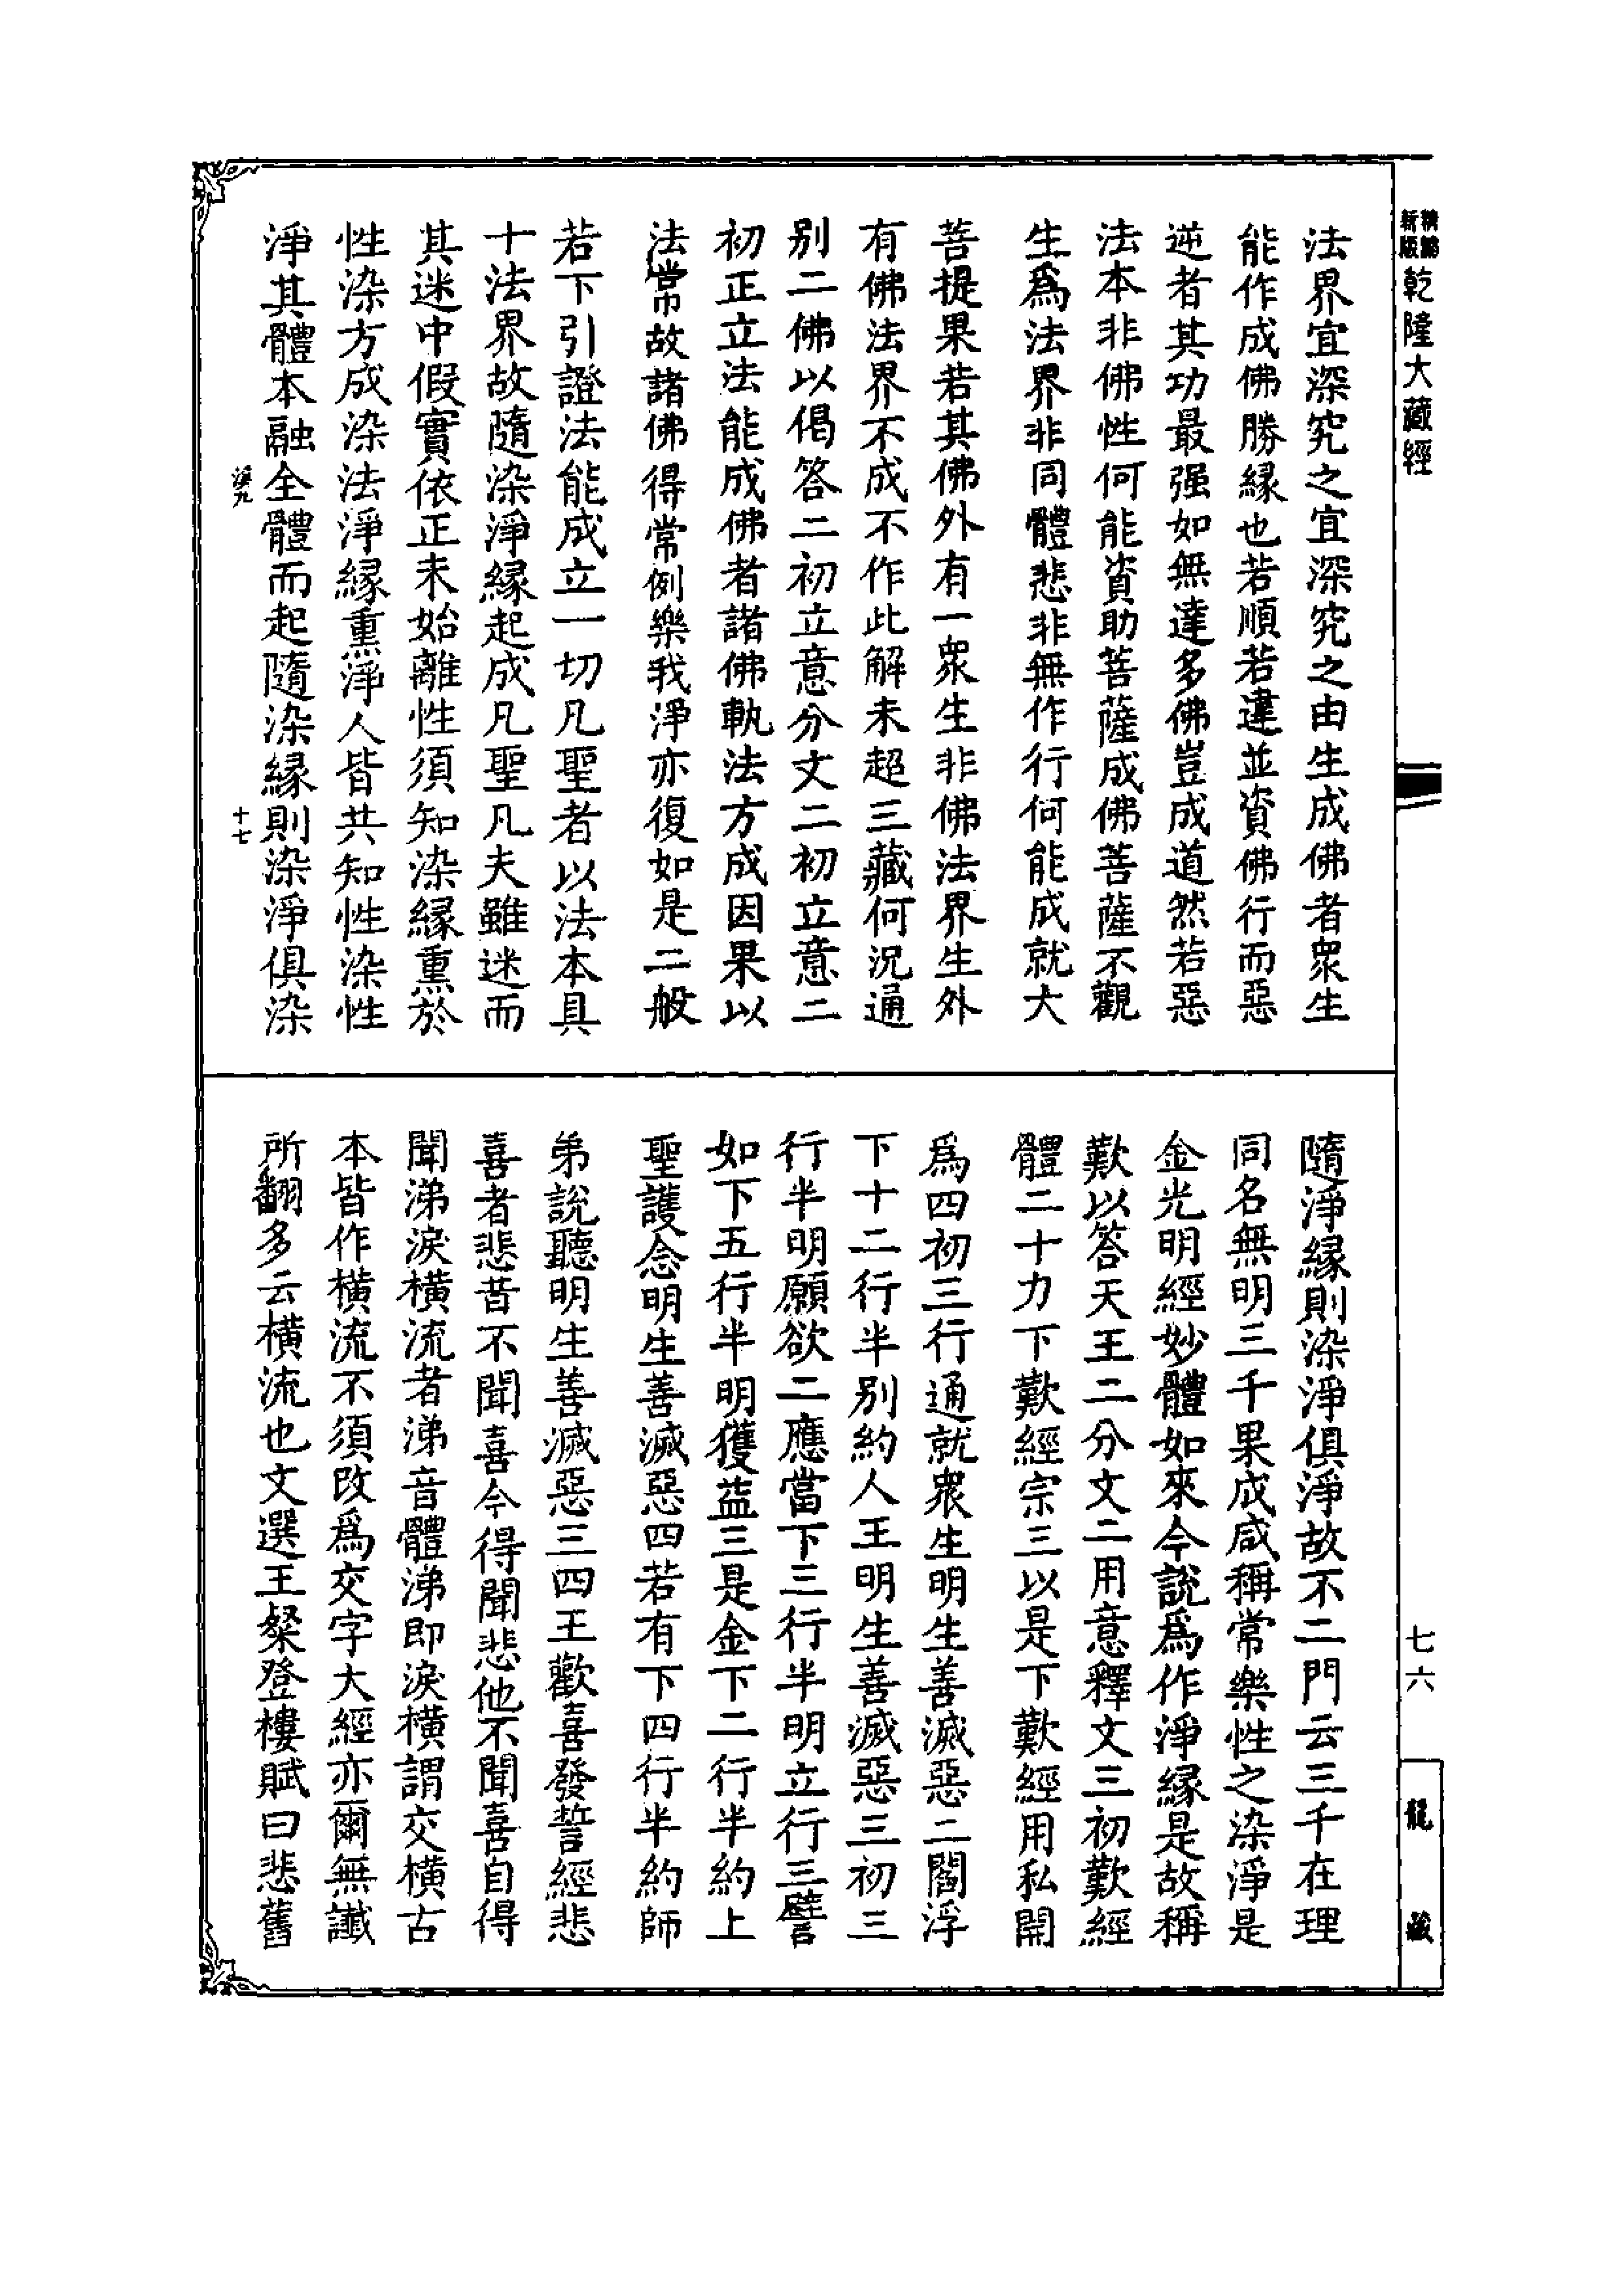 乾隆大藏經
七六
龍藏
法界宜深究之宜深究之由生成佛者衆生
能作成佛勝緣也若順若違並資佛行而惡
逆者其功最强如無達多佛豈成道然若惡
法本非佛性何能資助菩薩成佛菩薩不觀
生爲法界非同體悲非無作行何能成就大
菩提果若其佛外有一衆生非佛法界生外
有佛法界不成不作此解未超三藏何況通
别二佛以偈答二初立意分文二初立意二
初正立法能成佛者諸佛軌法方成因果以
法常故諸佛得常例樂我淨亦復如是二般
若下引證法能成立一切凡聖者以法本具
十法界故隨染淨緣起成凡聖凡夫雖迷而
其迷中假實依正未始離性須知染緣熏於
性染方成染法淨緣熏淨人皆共知性染性
淨其體本融全體而起隨染緣則染淨俱染
十七
隨淨緣則染淨俱淨故不二門云三千在理
同名無明三千果成咸稱常樂性之染淨是
金光明經妙體如來今說爲作淨緣是故稱
歎以答天王二分文二用意釋文三初歎經
體二十力下歎經宗三以是下歎經用私開
爲四初三行通就衆生明生善滅惡二閻浮
下十二行半别約人王明生善滅惡三初三
行半明願欲二應當下三行半明立行三譬
如下五行半明獲益三是金下二行半約上
聖護念明生善滅惡四若有下四行半約師
弟說聽明生善滅惡三四王歡喜發誓經悲
喜者悲昔不聞喜今得聞悲他不聞喜自得
聞涕淚橫流者涕音體涕即淚橫謂交橫古
本皆作橫流不須改爲交字大經亦爾無讖
所翻多云橫流也文選王粲登樓賦曰悲舊